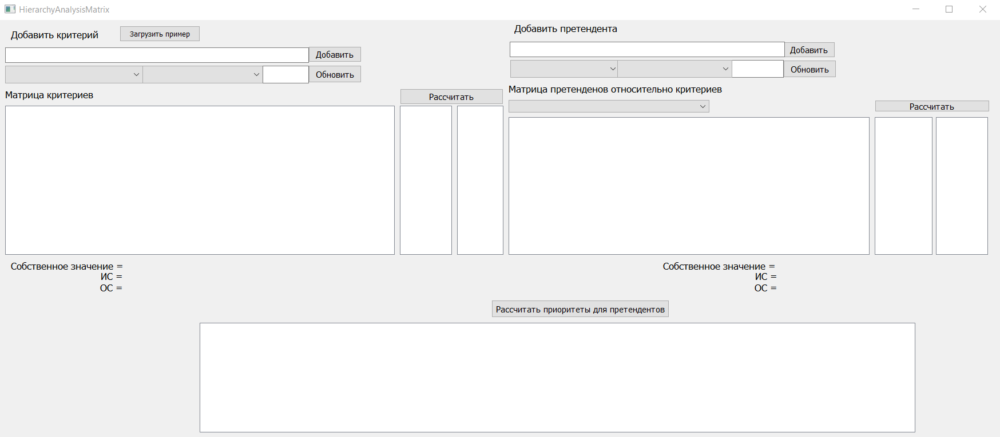 HierarchyAnalysisMatrix
Добавить критерий
Загрузить пример
Добавить
Обновить
Матрица критериев
Рассчитать
Собственное значение =
ИС =
ОС =
Добавить претендента
Добавить
Обновить
Матрица претенденов относительно критериев
Рассчитать
Собственное значение =
ИС =
ОС =
Рассчитать приоритеты для претендентов